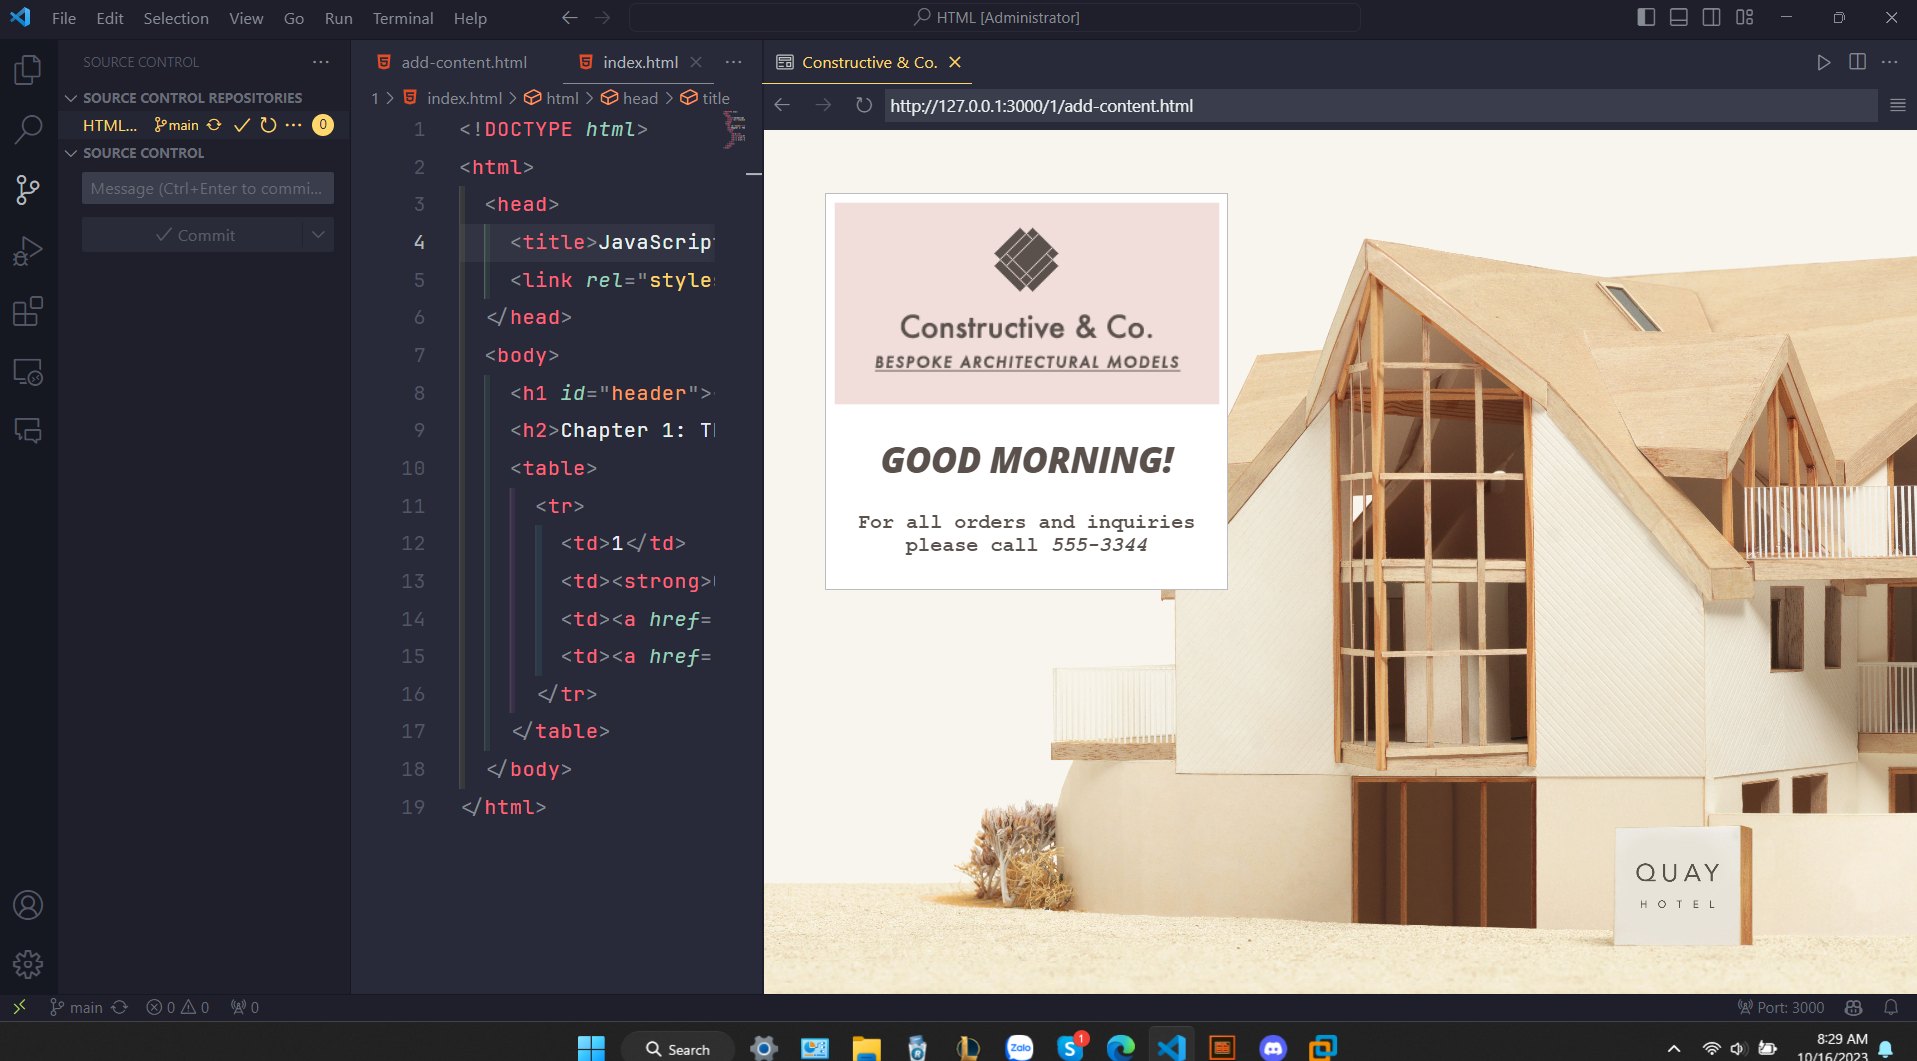 File Edit Selection View Go Run Terminal Help
HTML [Administrator]
SOURCE CONTROL
SOURCE CONTROL REPOSITORIES
HTML... main 0
SOURCE CONTROL
Message (Ctrl+Enter to commi...
Commit
add-content.html index.html
1 > index.html > html > head > title
1 <!DOCTYPE html>
2 <html>
3 <head>
4 <title>JavaScrip
5 <link rel="style
6 </head>
7 <body>
8 <h1 id="header">
9 <h2>Chapter 1: T
10 <table>
11 <tr>
12 <td>1</td>
13 <td><strong>
14 <td><a href=
15 <td><a href=
16 </tr>
17 </table>
18 </body>
19 </html>
Constructive & Co.
http://127.0.0.1:3000/1/add-content.html
Constructive & Co.
BESPOKE ARCHITECTURAL MODELS
GOOD MORNING!
For all orders and inquiries
please call 555-3344
QUAY
HOTEL
main 0 0 0
Port: 3000
Search
Zalo
1
8:29 AM
10/16/2023